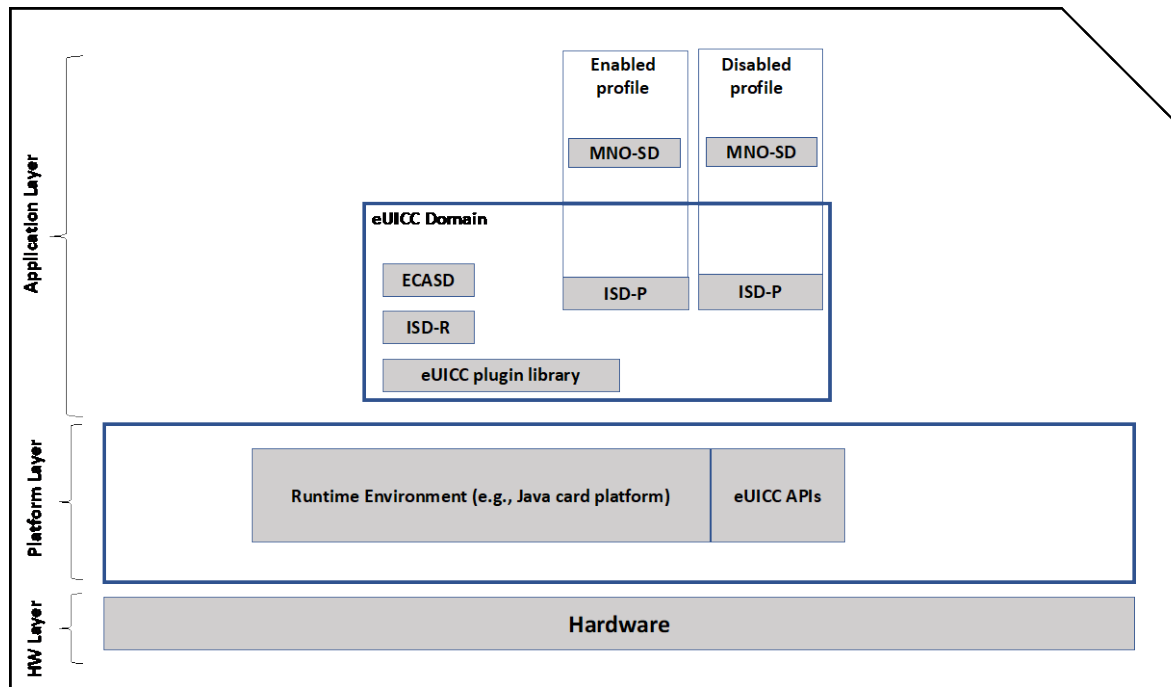 Enabled
profile
Disabled
profile
MNO-SD
MNO-SD
Application Layer
eUICC Domain
ECASD
ISD-P
ISD-P
ISD-R
eUICC plugin library
Platform Layer
Runtime Environment (e.g., Java card platform)
eUICC APIs
HW Layer
Hardware